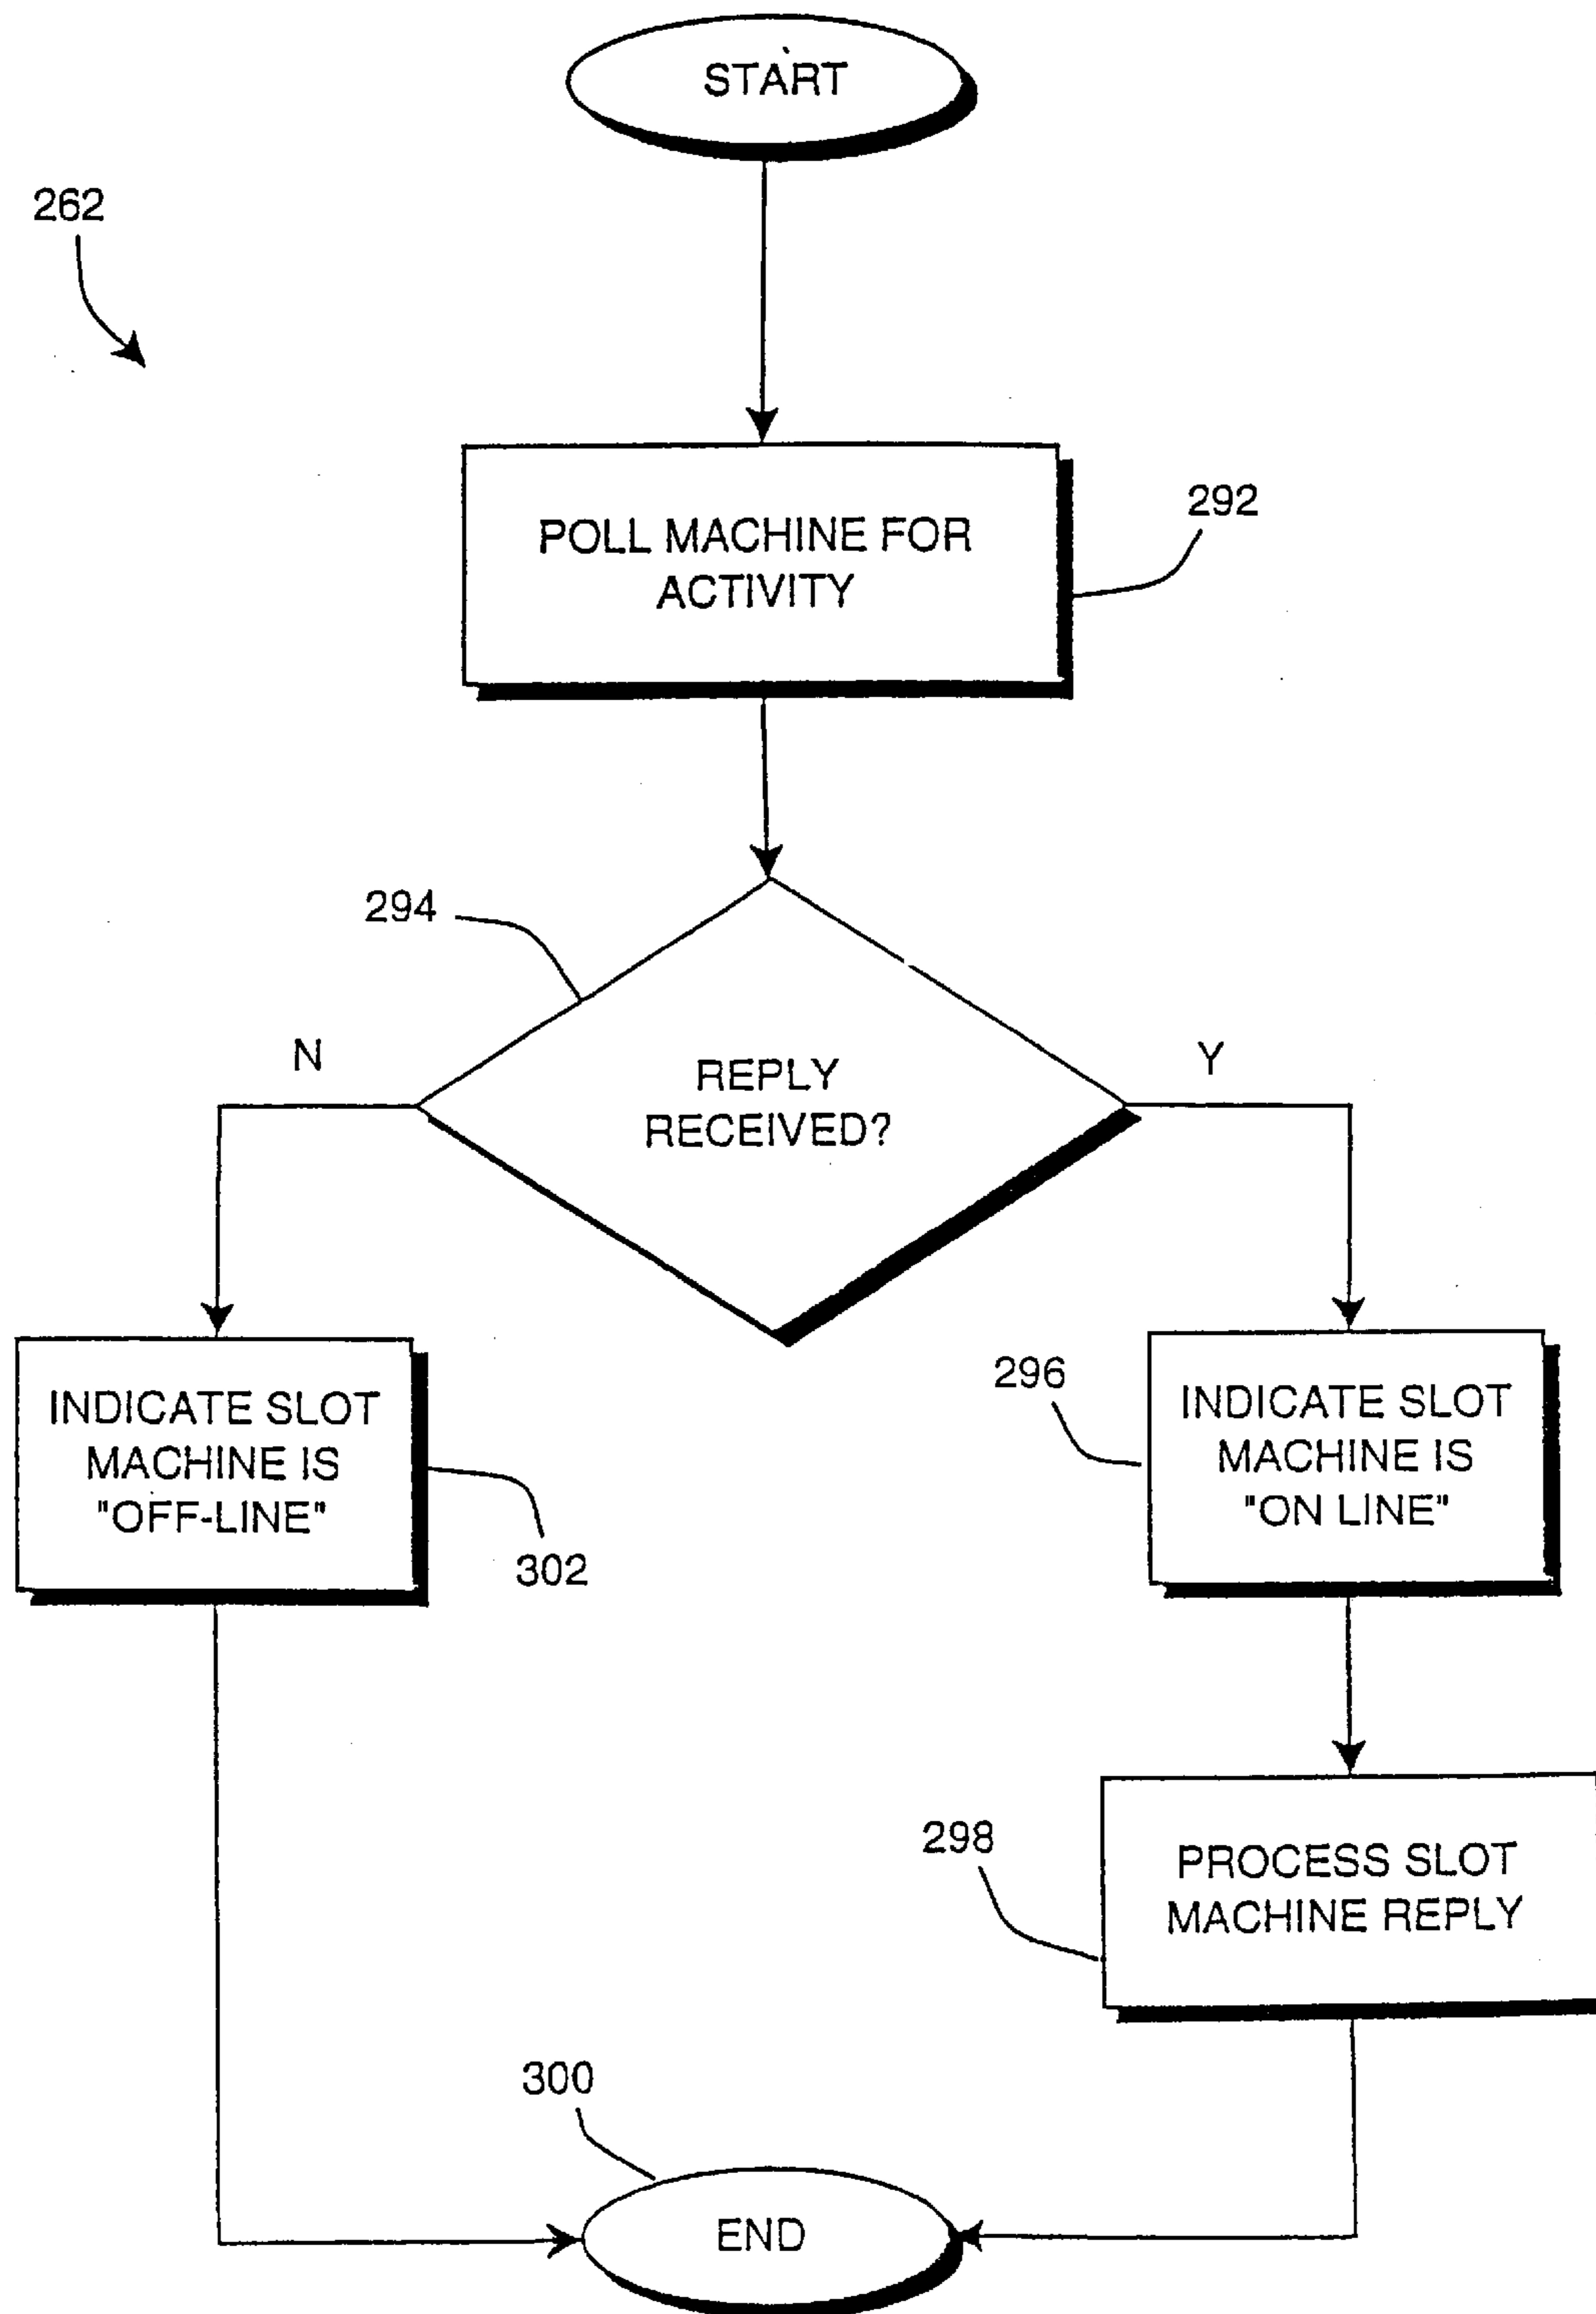 START
262
POLL MACHINE FOR
ACTIVITY
292
294
N
REPLY
RECEIVED?
Y
INDICATE SLOT
MACHINE IS
"OFF-LINE"
302
296
INDICATE SLOT
MACHINE IS
"ON LINE"
298
PROCESS SLOT
MACHINE REPLY
300
END